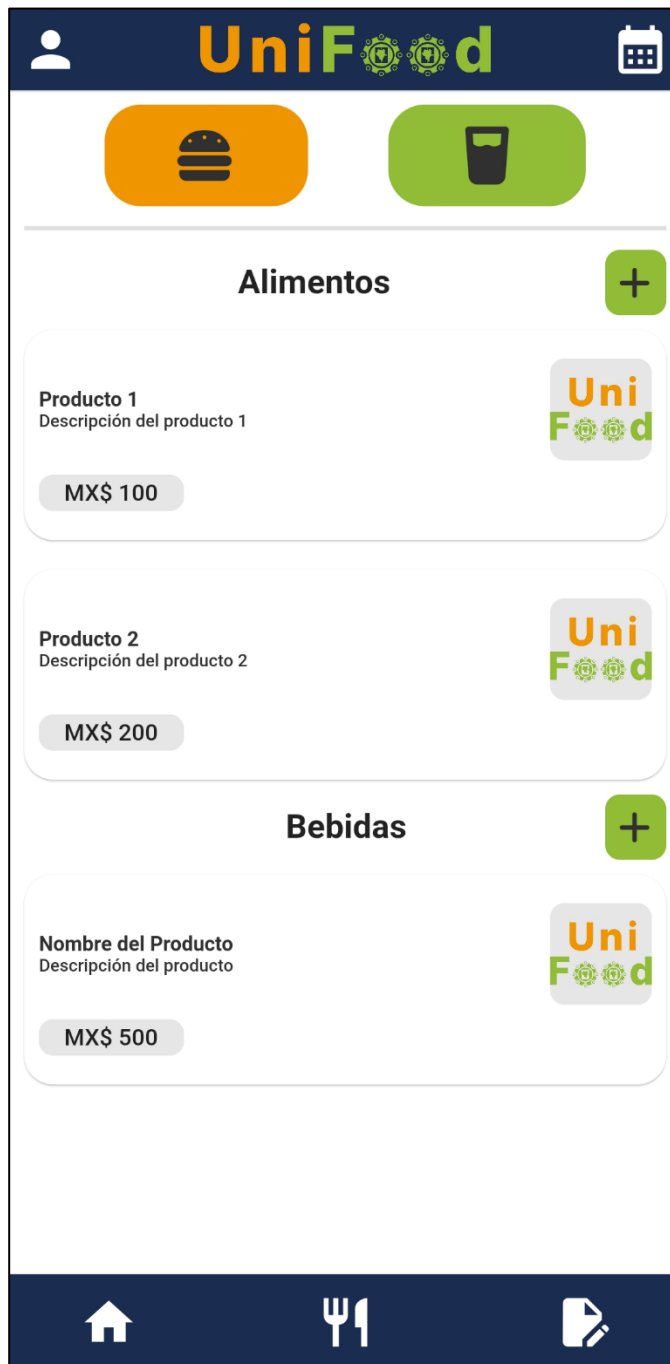 UniFood
Alimentos
Producto 1
Descripción del producto 1
Uni
Food
MX$ 100
Producto 2
Descripción del producto 2
Uni
Food
MX$ 200
Bebidas
Nombre del Producto
Descripción del producto
Uni
Food
MX$ 500